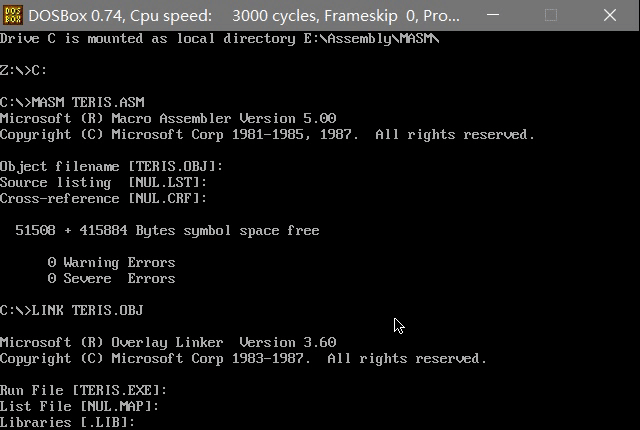 DOS BOX DOSBox 0.74, Cpu speed: 3000 cycles, Frameskip 0, Pro...
Drive C is mounted as local directory E:\Assembly\MASM\
Z:\>C:
C:\>MASM TERIS.ASM
Microsoft (R) Macro Assembler Version 5.00
Copyright (C) Microsoft Corp 1981-1985, 1987.  All rights reserved.
Object filename [TERIS.OBJ]:
Source listing  [NUL.LST]:
Cross-reference [NUL.CRF]:
51508 + 415884 Bytes symbol space free
0 Warning Errors
0 Severe  Errors
C:\>LINK TERIS.OBJ
Microsoft (R) Overlay Linker  Version 3.60
Copyright (C) Microsoft Corp 1983-1987.  All rights reserved.
Run File [TERIS.EXE]:
List File [NUL.MAP]:
Libraries [.LIB]: